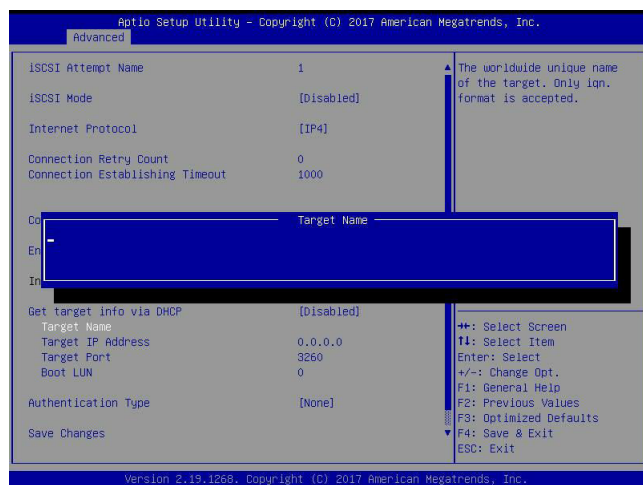 Aptio Setup Utility – Copyright (C) 2017 American Megatrends, Inc.
Advanced
iSCSI Attempt Name 1
iSCSI Mode [Disabled]
Internet Protocol [IP4]
Connection Retry Count 0
Connection Establishing Timeout 1000
Co
En
In
Target Name
Get target info via DHCP [Disabled]
Target Name
Target IP Address 0.0.0.0
Target Port 3260
Boot LUN 0
Authentication Type [None]
Save Changes
The worldwide unique name
of the target. Only iqn.
format is accepted.
→←: Select Screen
↑↓: Select Item
Enter: Select
+/-: Change Opt.
F1: General Help
F2: Previous Values
F3: Optimized Defaults
F4: Save & Exit
ESC: Exit
Version 2.19.1268. Copyright (C) 2017 American Megatrends, Inc.